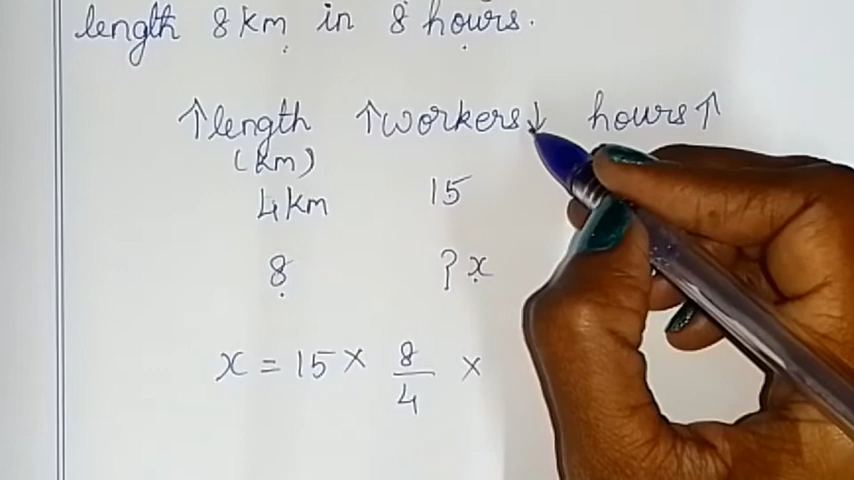 length 8 km in 8 hours.
↑length ↑workers↓ hours↑
(km)
4km 15
8 ? x
x = 15 × 8/4 ×